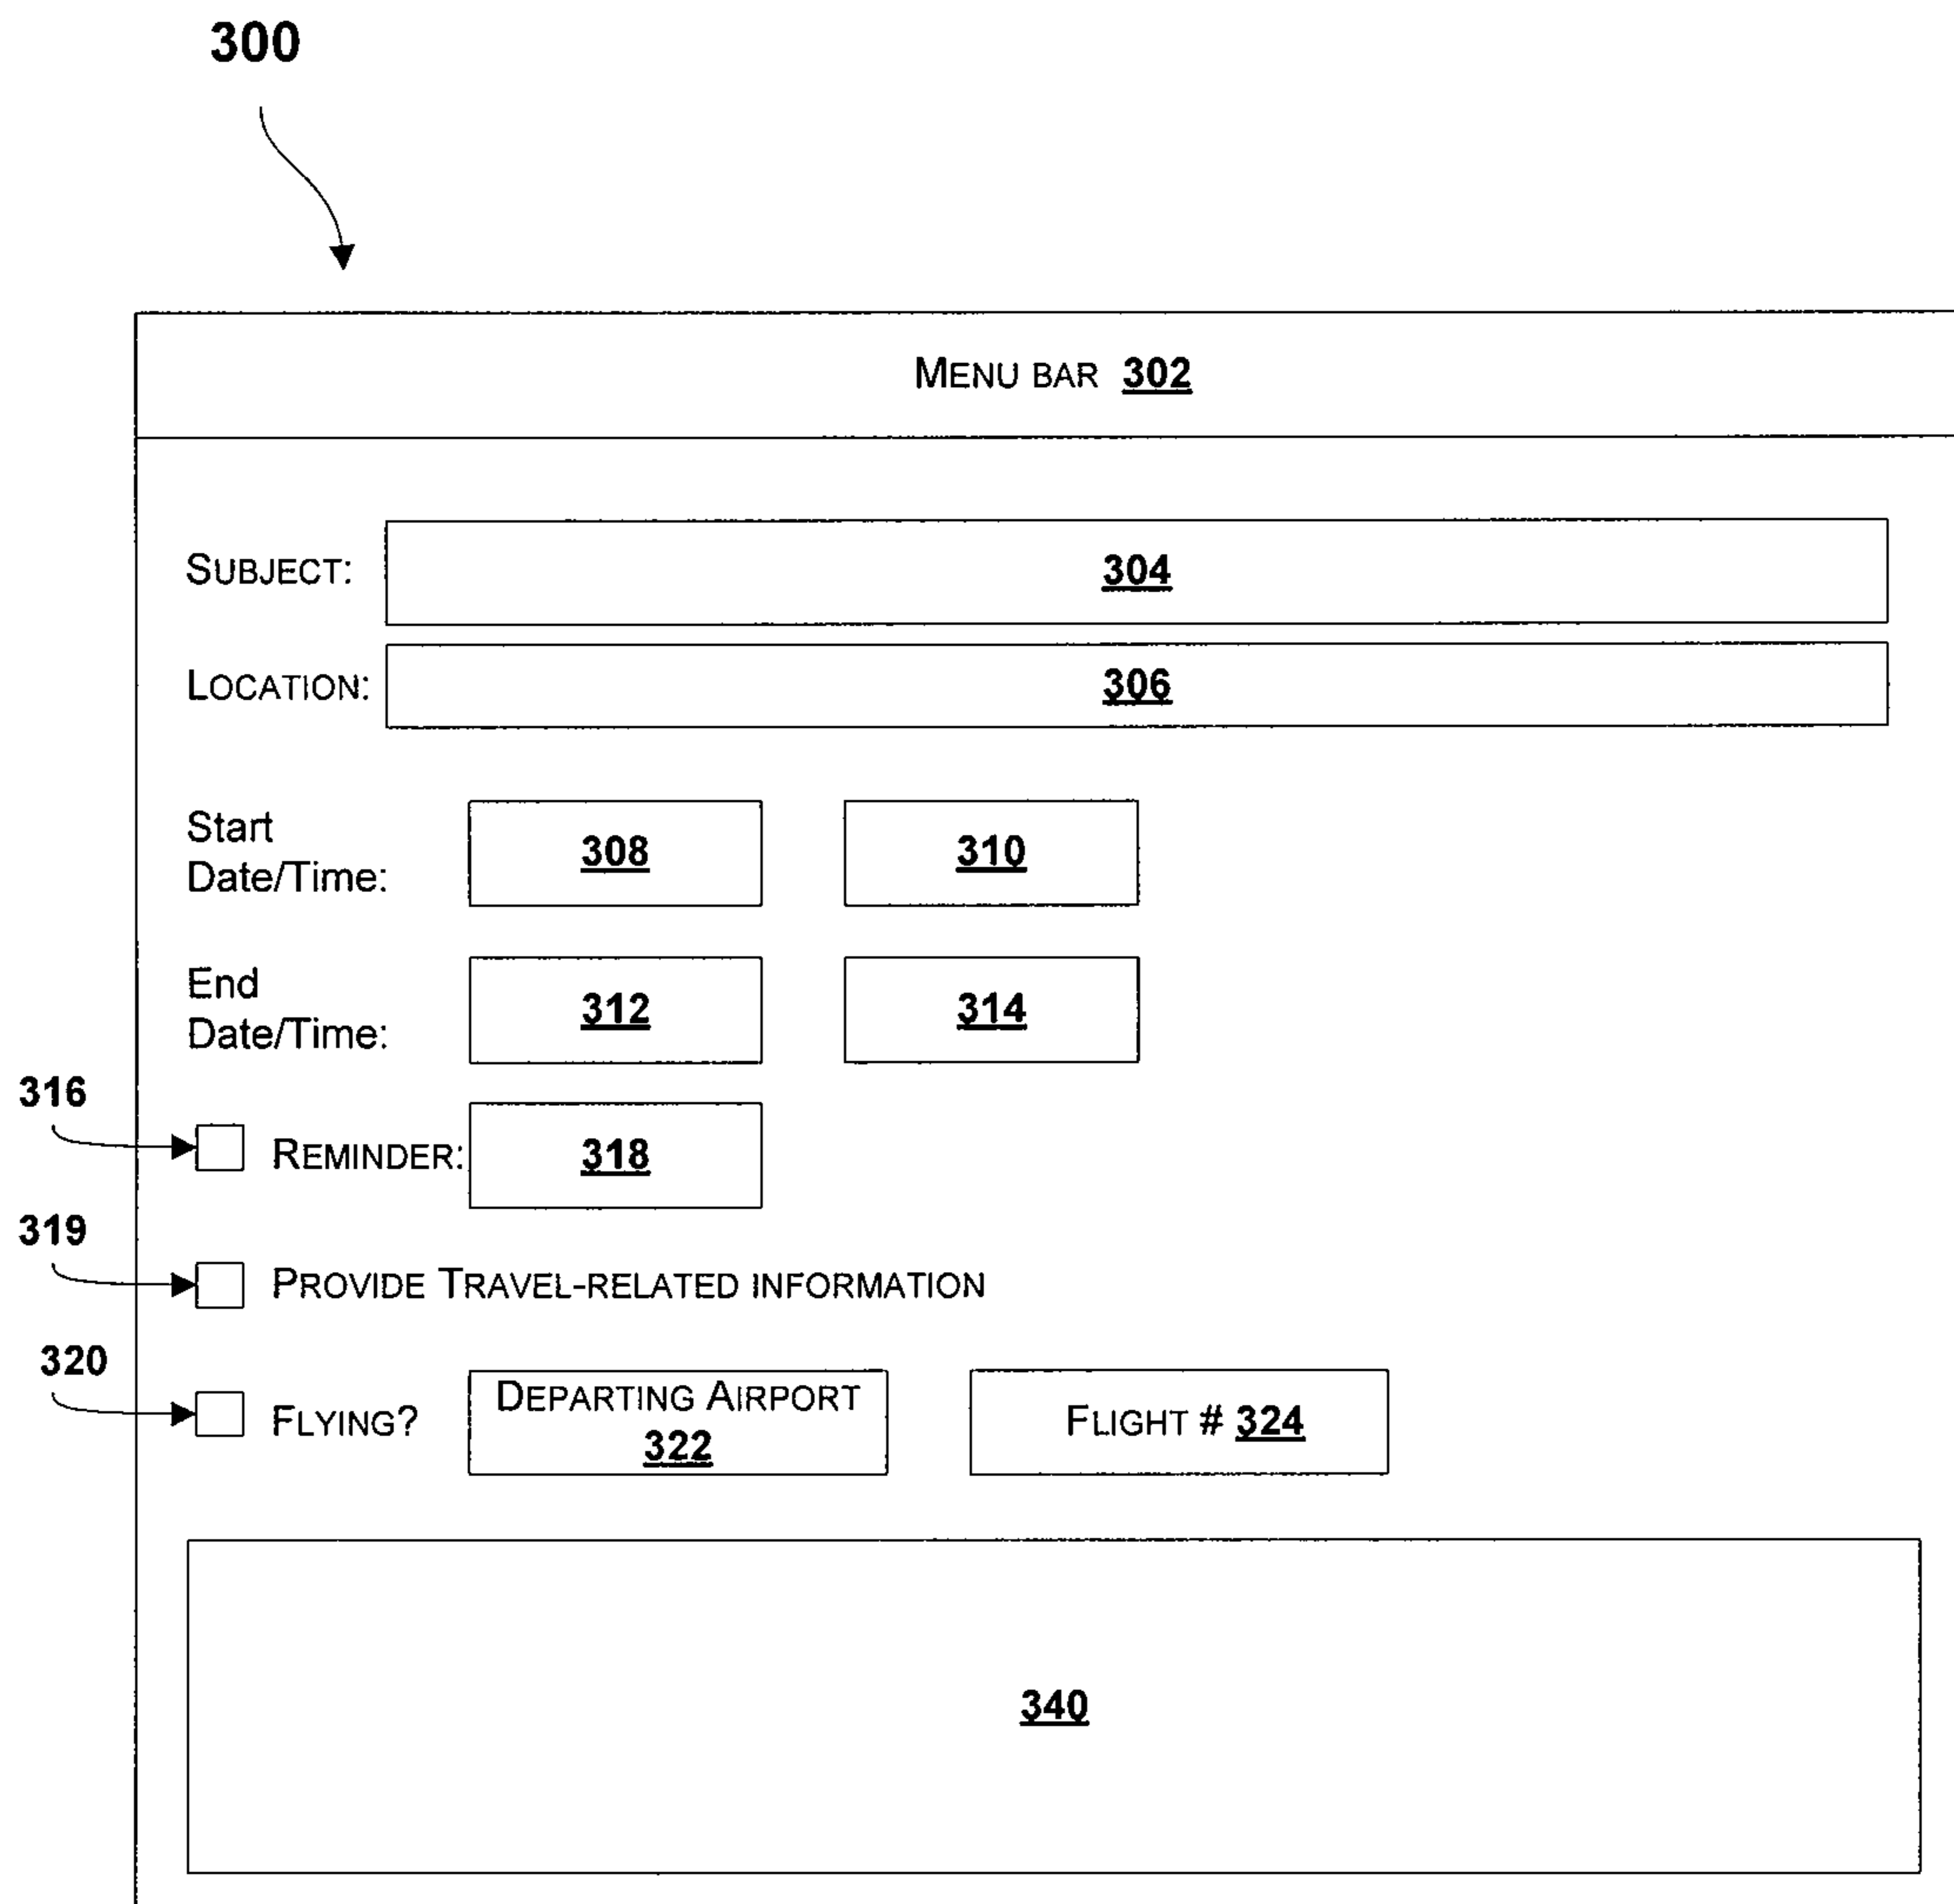 300
MENU BAR 302
SUBJECT: 304
LOCATION: 306
Start
Date/Time: 308 310
End
Date/Time: 312 314
316
REMINDER: 318
319
PROVIDE TRAVEL-RELATED INFORMATION
320
FLYING? DEPARTING AIRPORT
322 FLIGHT # 324
340